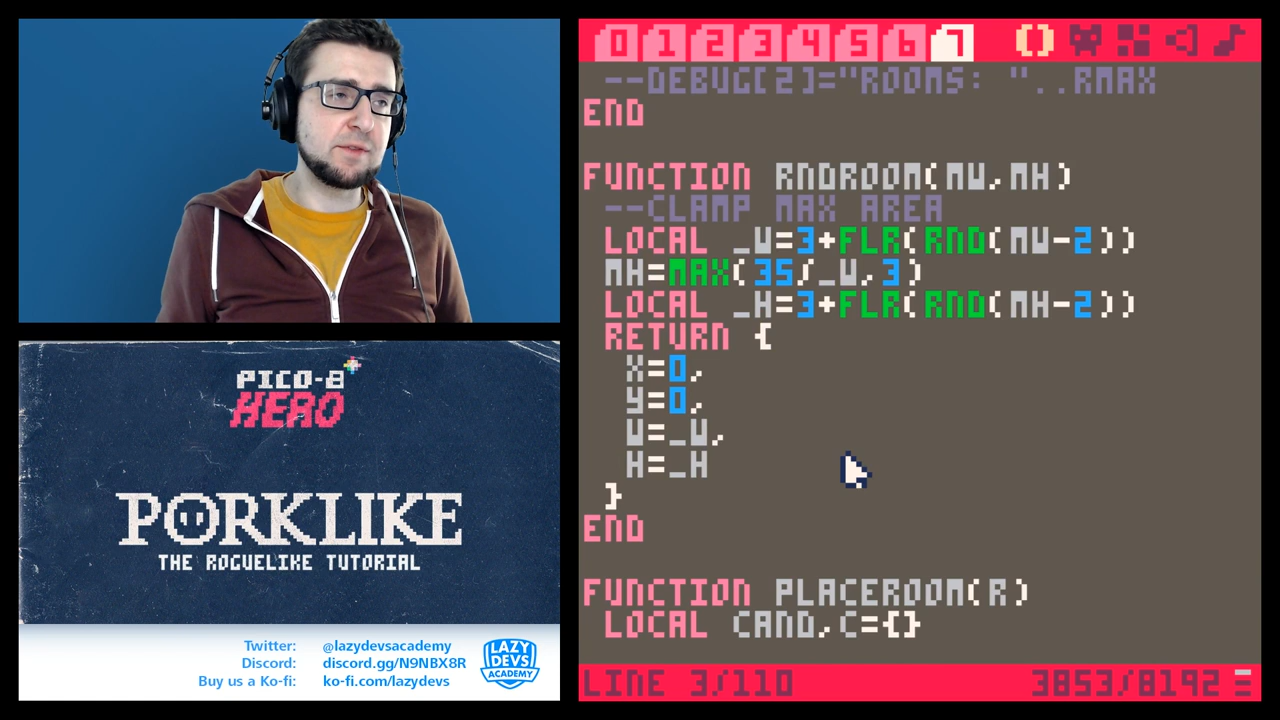 PICO-8
HERO
PORKLIKE
THE ROGUELIKE TUTORIAL
Twitter: @lazydevsacademy
Discord: discord.gg/N9NBX8R
Buy us a Ko-fi: ko-fi.com/lazydevs
LAZY
DEVS
ACADEMY
0 1 2 3 4 5 6 7 ()
--DEBUG[2]="ROOMS: "..RMAX
END
FUNCTION RNDROOM(MW,MH)
--CLAMP MAX AREA
LOCAL _W=3+FLR(RND(MW-2))
MH=MAX(35/_W,3)
LOCAL _H=3+FLR(RND(MH-2))
RETURN {
X=0,
Y=0,
W=_W,
H=_H
}
END
FUNCTION PLACEROOM(R)
LOCAL CAND,C={}
LINE 3/110 3853/8192